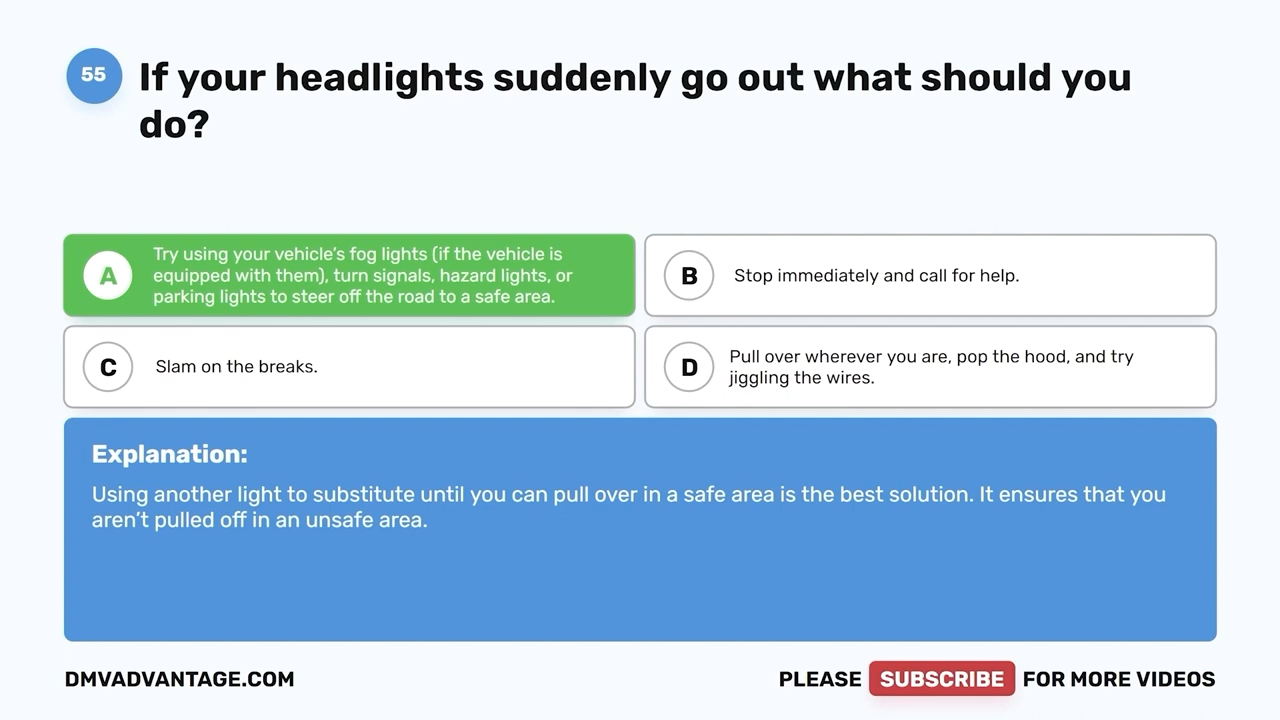 55
If your headlights suddenly go out what should you
do?
A
Try using your vehicle's fog lights (if the vehicle is
equipped with them), turn signals, hazard lights, or
parking lights to steer off the road to a safe area.
B
Stop immediately and call for help.
C
Slam on the breaks.
D
Pull over wherever you are, pop the hood, and try
jiggling the wires.
Explanation:
Using another light to substitute until you can pull over in a safe area is the best solution. It ensures that you
aren't pulled off in an unsafe area.
DMVADVANTAGE.COM
PLEASE SUBSCRIBE FOR MORE VIDEOS